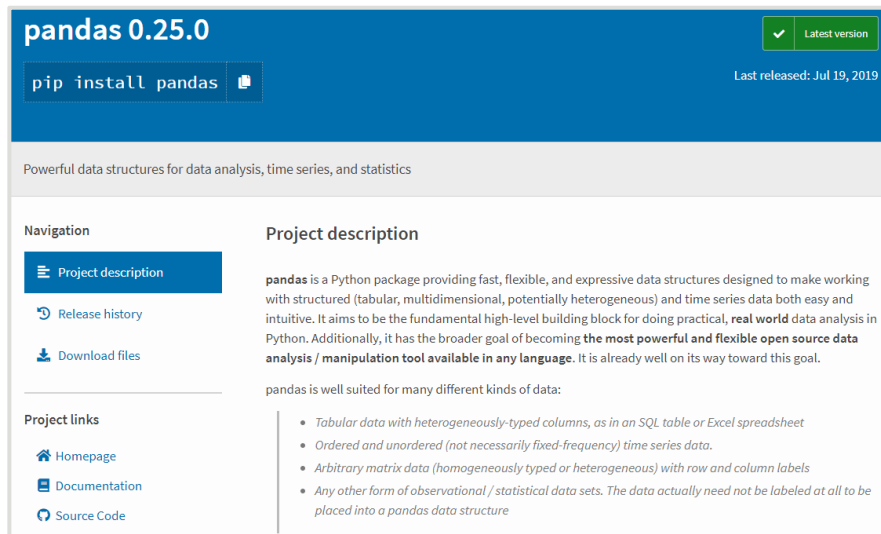 pandas 0.25.0
Latest version
pip install pandas
Last released: Jul 19, 2019
Powerful data structures for data analysis, time series, and statistics
Navigation
Project description
Release history
Download files
Project links
Homepage
Documentation
Source Code
Project description
pandas is a Python package providing fast, flexible, and expressive data structures designed to make working
with structured (tabular, multidimensional, potentially heterogeneous) and time series data both easy and
intuitive. It aims to be the fundamental high-level building block for doing practical, real world data analysis in
Python. Additionally, it has the broader goal of becoming the most powerful and flexible open source data
analysis / manipulation tool available in any language. It is already well on its way toward this goal.
pandas is well suited for many different kinds of data:
• Tabular data with heterogeneously-typed columns, as in an SQL table or Excel spreadsheet
• Ordered and unordered (not necessarily fixed-frequency) time series data.
• Arbitrary matrix data (homogeneously typed or heterogeneous) with row and column labels
• Any other form of observational / statistical data sets. The data actually need not be labeled at all to be
placed into a pandas data structure